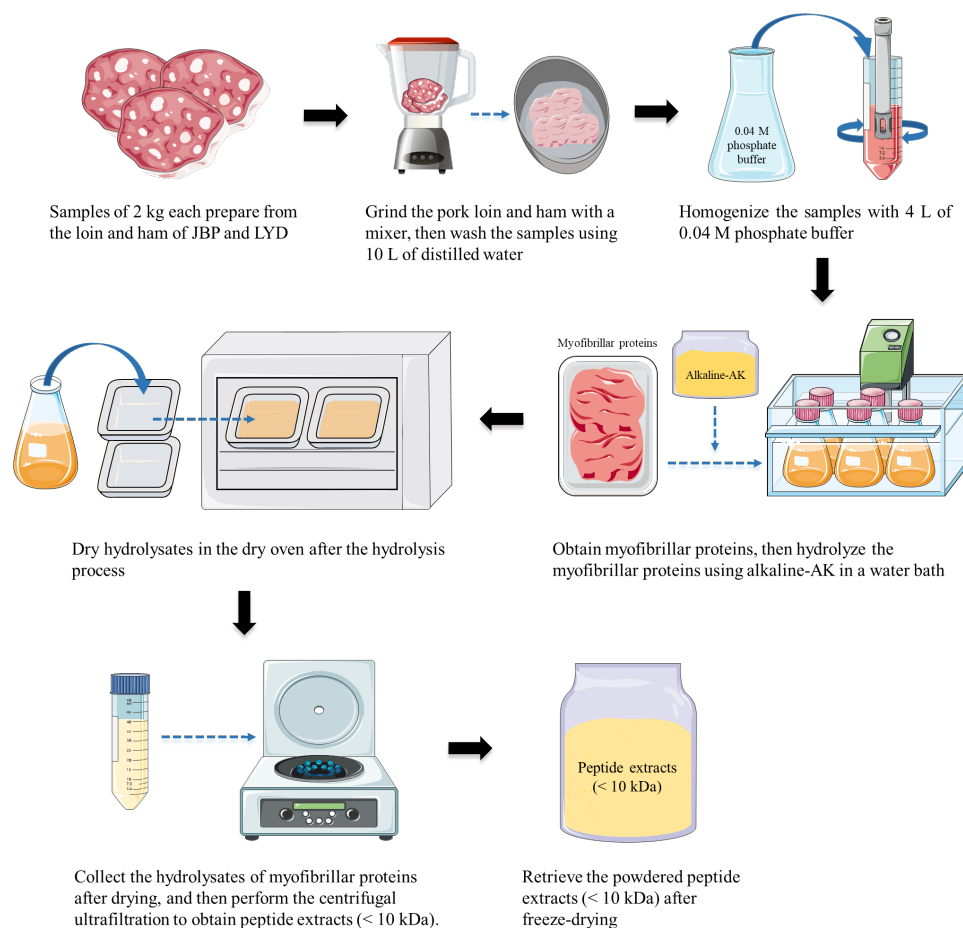 0.04 M
phosphate
buffer
Samples of 2 kg each prepare from
the loin and ham of JBP and LYD
Grind the pork loin and ham with a
mixer, then wash the samples using
10 L of distilled water
Homogenize the samples with 4 L of
0.04 M phosphate buffer
Myofibrillar proteins
Alkaline-AK
Dry hydrolysates in the dry oven after the hydrolysis
process
Obtain myofibrillar proteins, then hydrolyze the
myofibrillar proteins using alkaline-AK in a water bath
Peptide extracts
(< 10 kDa)
Collect the hydrolysates of myofibrillar proteins
after drying, and then perform the centrifugal
ultrafiltration to obtain peptide extracts (< 10 kDa).
Retrieve the powdered peptide
extracts (< 10 kDa) after
freeze-drying